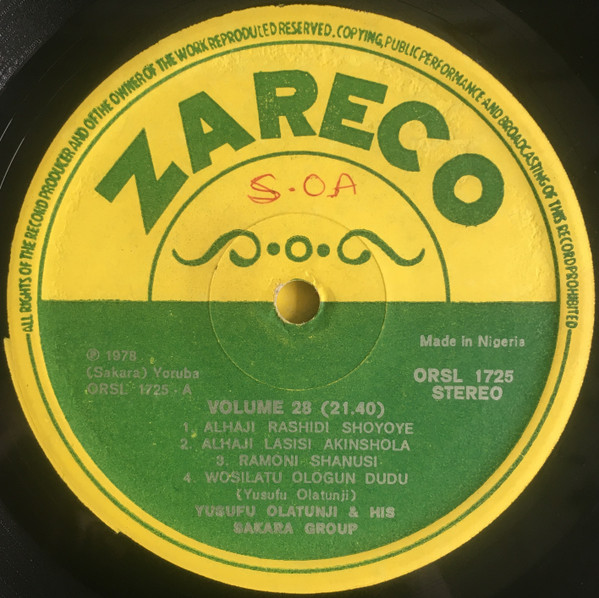 ALL RIGHTS OF THE RECORD PRODUCER AND OF THE OWNER OF THE WORK REPRODUCED RESERVED. COPYING, PUBLIC PERFORMANCE AND BROADCASTING OF THIS RECORD PROHIBITED
ZARECO
S.OA
Made in Nigeria
℗ 1978
(Sakara) Yoruba
ORSL 1725 - A
ORSL 1725
STEREO
VOLUME 28 (21.40)
1. ALHAJI RASHIDI SHOYOYE
2. ALHAJI LASISI AKINSHOLA
3. RAMONI SHANUSI
4. WOSILATU OLOGUN DUDU
(Yusufu Olatunji)
YUSUFU OLATUNJI & HIS
SAKARA GROUP